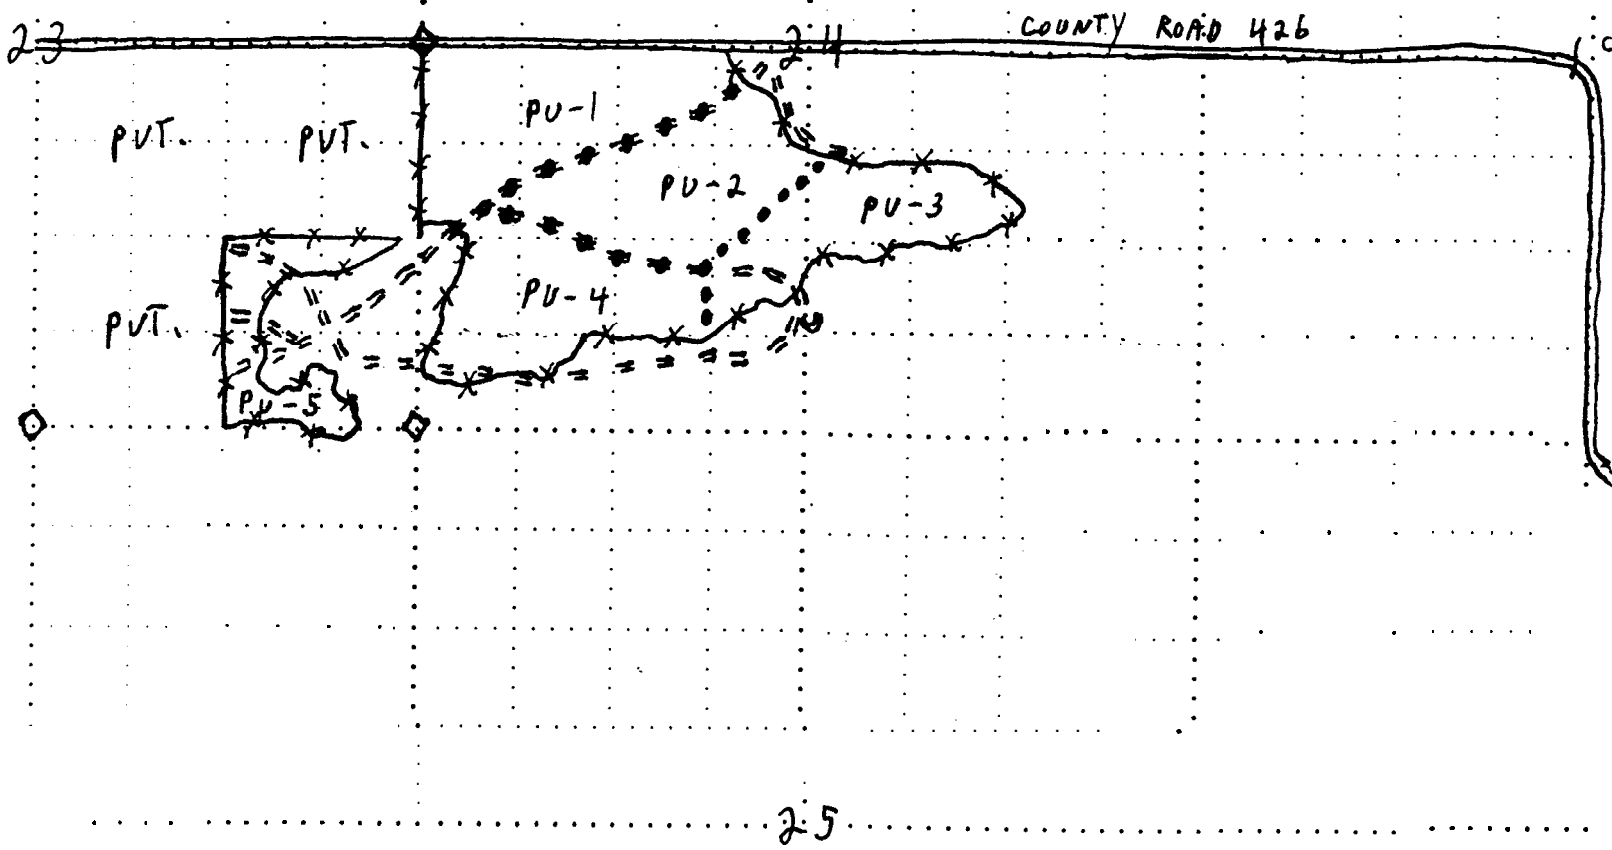 23
24
COUNTY ROAD 426
PVT.
PVT.
PU-1
PU-2
PU-3
PU-4
PVT.
PU-5
25